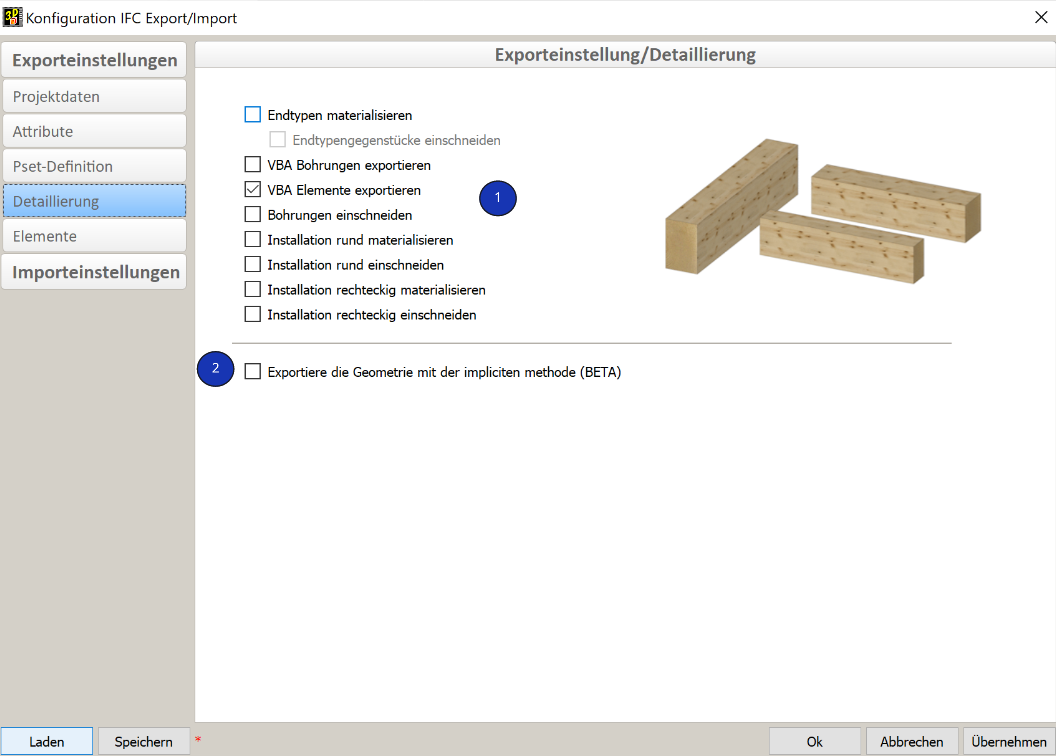 Konfiguration IFC Export/Import
Exporteinstellungen
Projektdaten
Attribute
Pset-Definition
Detaillierung
Elemente
Importeinstellungen
Exporteinstellung/Detaillierung
Endtypen materialisieren
Endtypengegenstücke einschneiden
VBA Bohrungen exportieren
VBA Elemente exportieren
1
Bohrungen einschneiden
Installation rund materialisieren
Installation rund einschneiden
Installation rechteckig materialisieren
Installation rechteckig einschneiden
2
Exportiere die Geometrie mit der impliciten methode (BETA)
Laden
Speichern
*
Ok
Abbrechen
Übernehmen